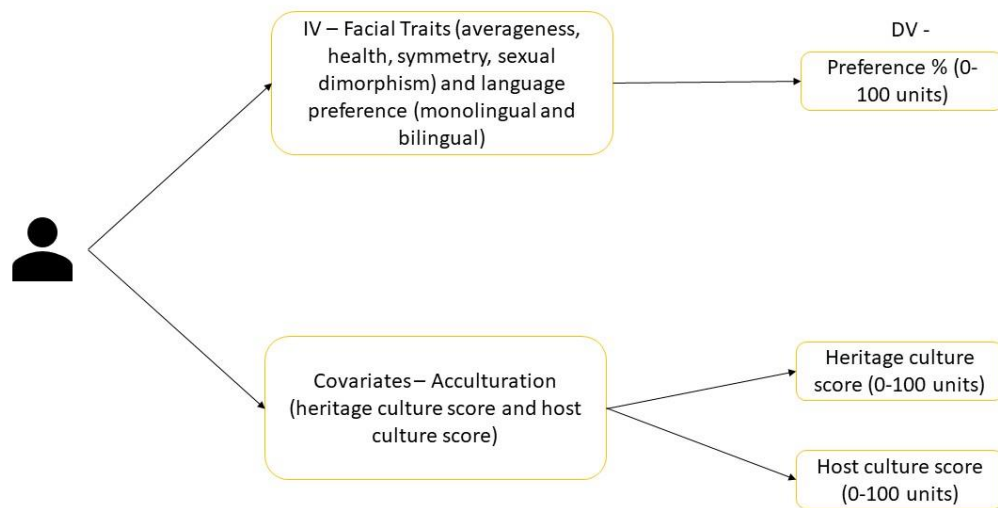 IV – Facial Traits (averageness,
health, symmetry, sexual
dimorphism) and language
preference (monolingual and
bilingual)
DV -
Preference % (0-
100 units)
Covariates – Acculturation
(heritage culture score and host
culture score)
Heritage culture
score (0-100 units)
Host culture score
(0-100 units)